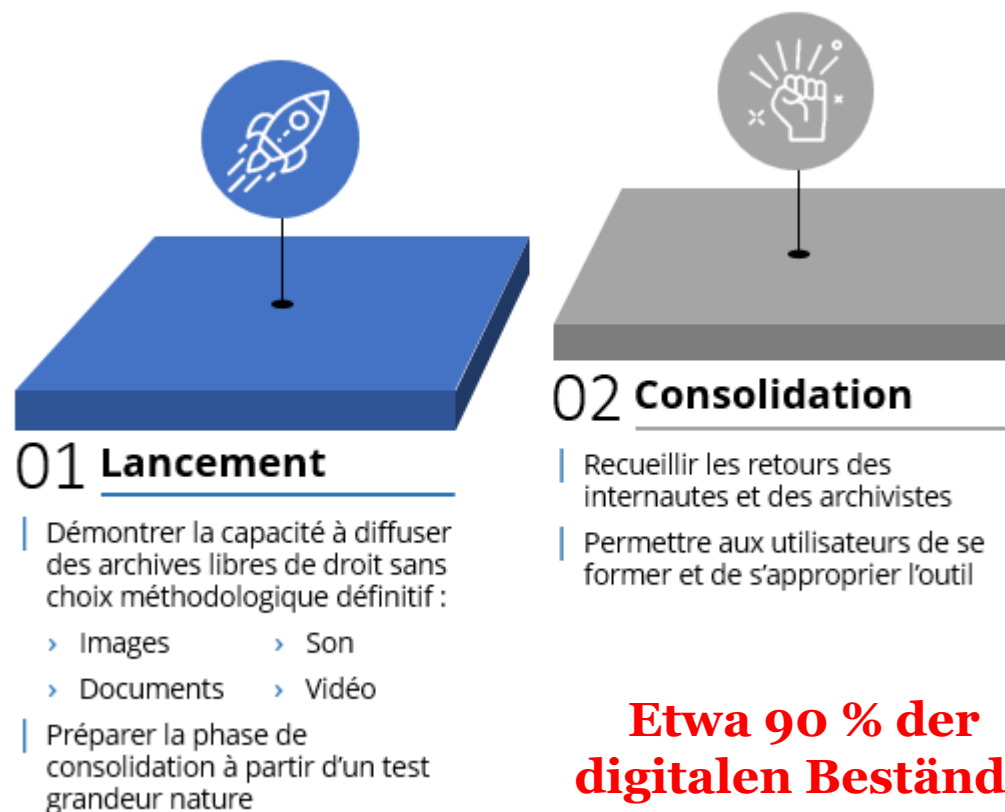 01 Lancement
Démontrer la capacité à diffuser
des archives libres de droit sans
choix méthodologique définitif :
› Images › Son
› Documents › Vidéo
Préparer la phase de
consolidation à partir d’un test
grandeur nature
02 Consolidation
Recueillir les retours des
internautes et des archivistes
Permettre aux utilisateurs de se
former et de s’approprier l’outil
Etwa 90 % der
digitalen Beständ